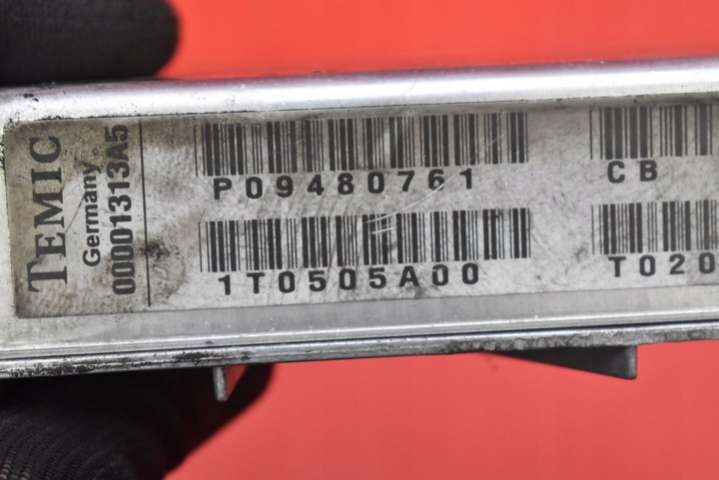 TEMIC
Germany
00001313A5
P09480761
CB
1T0505A00
T020